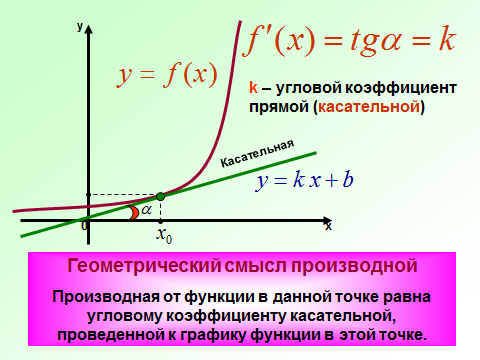 y
f′(x) = tgα = k
y = f(x)
k – угловой коэффициент
прямой (касательной)
Касательная
y = k x + b
α
0
x₀
x
Геометрический смысл производной
Производная от функции в данной точке равна
угловому коэффициенту касательной,
проведенной к графику функции в этой точке.